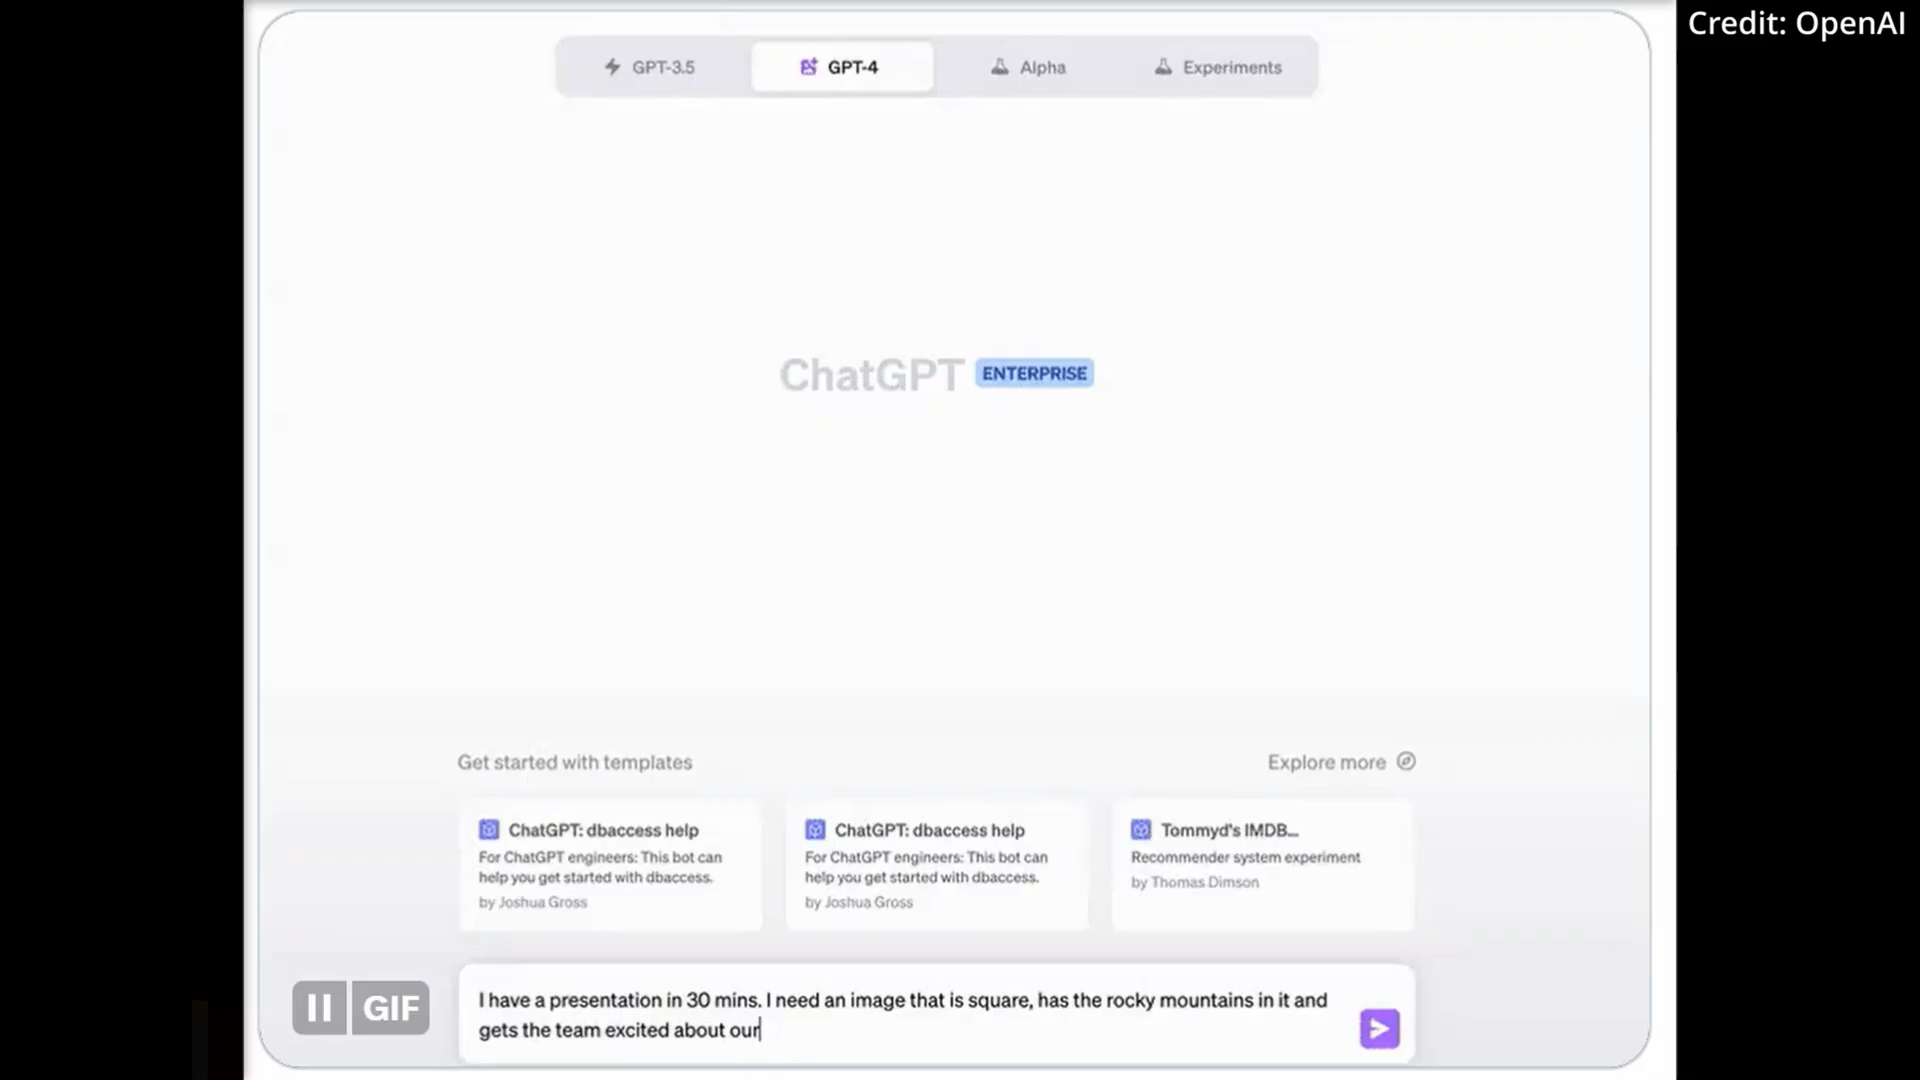 Credit: OpenAI
GPT-3.5
GPT-4
Alpha
Experiments
ChatGPT ENTERPRISE
Get started with templates
Explore more
ChatGPT: dbaccess help
For ChatGPT engineers: This bot can
help you get started with dbaccess.
by Joshua Gross
ChatGPT: dbaccess help
For ChatGPT engineers: This bot can
help you get started with dbaccess.
by Joshua Gross
Tommyd's IMDB...
Recommender system experiment
by Thomas Dimson
GIF
I have a presentation in 30 mins. I need an image that is square, has the rocky mountains in it and
gets the team excited about our